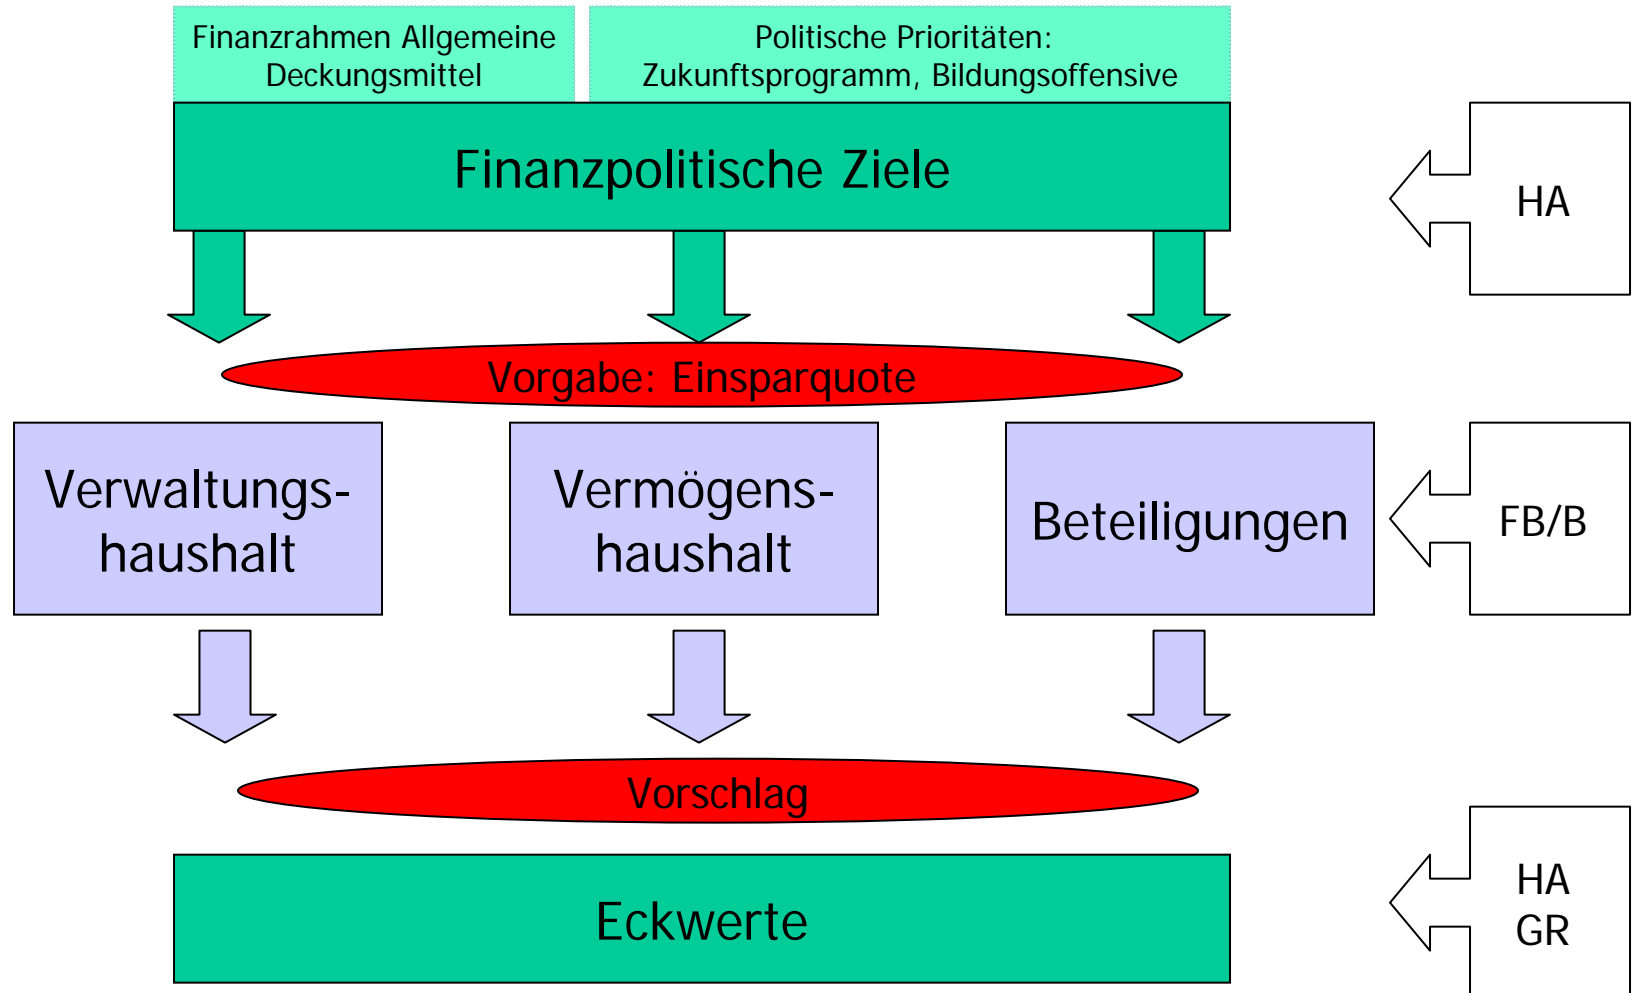 Finanzrahmen Allgemeine
Deckungsmittel
Politische Prioritäten:
Zukunftsprogramm, Bildungsoffensive
Finanzpolitische Ziele
HA
Vorgabe: Einsparquote
Verwaltungs-
haushalt
Vermögens-
haushalt
Beteiligungen
FB/B
Vorschlag
Eckwerte
HA
GR